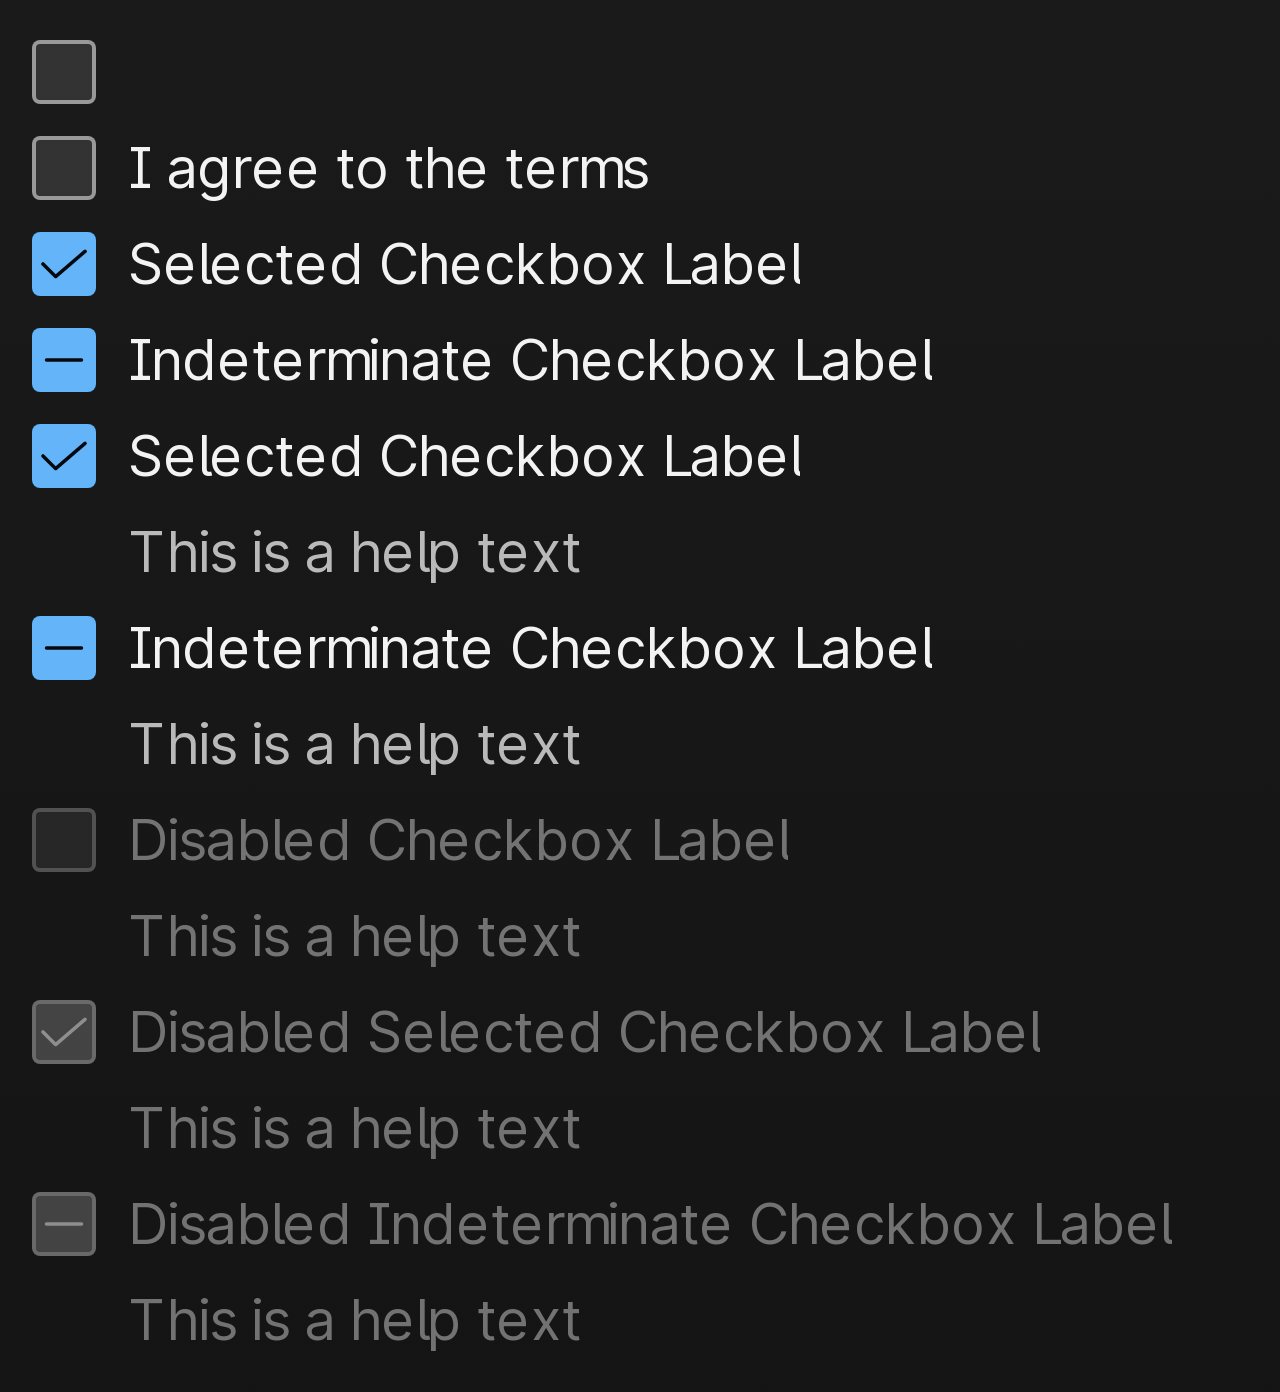 I agree to the terms
Selected Checkbox Label
Indeterminate Checkbox Label
Selected Checkbox Label
This is a help text
Indeterminate Checkbox Label
This is a help text
Disabled Checkbox Label
This is a help text
Disabled Selected Checkbox Label
This is a help text
Disabled Indeterminate Checkbox Label
This is a help text